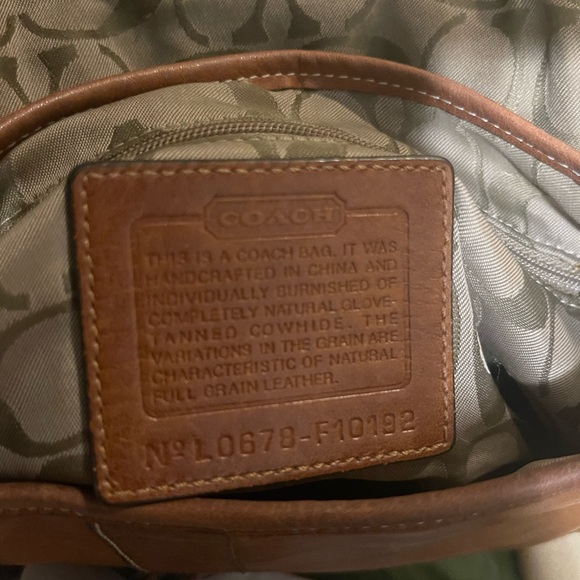 COACH
THIS IS A COACH BAG. IT WAS
HANDCRAFTED IN CHINA AND
INDIVIDUALLY BURNISHED OF
COMPLETELY NATURAL GLOVE-
TANNED COWHIDE. THE
VARIATIONS IN THE GRAIN ARE
CHARACTERISTIC OF NATURAL
FULL GRAIN LEATHER.
Nº L0678-F10192